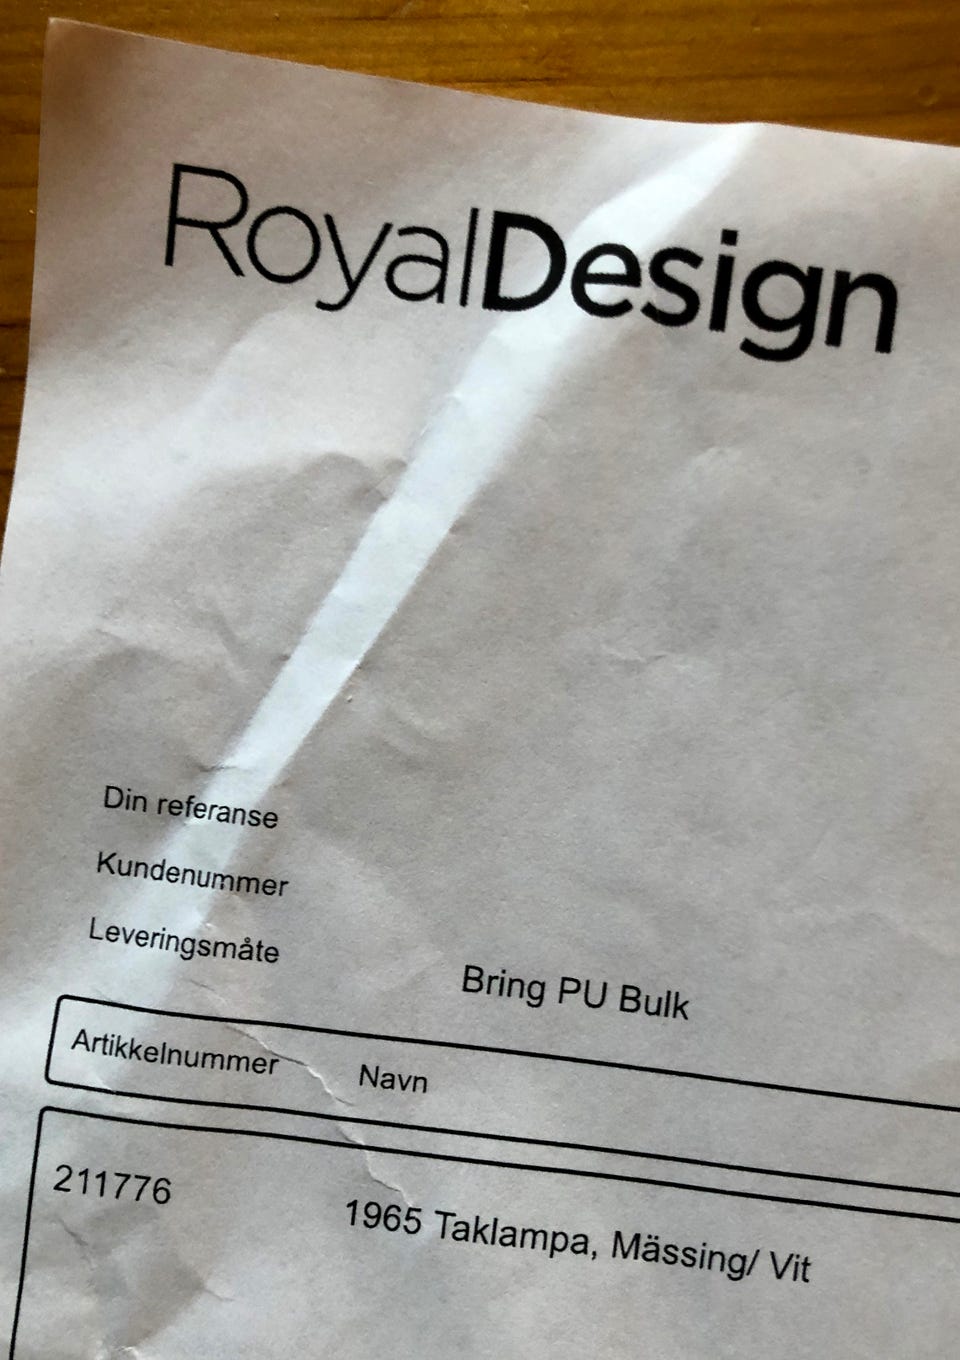 RoyalDesign
Din referanse
Kundenummer
Leveringsmåte Bring PU Bulk
Artikkelnummer Navn
211776 1965 Taklampa, Mässing/ Vit